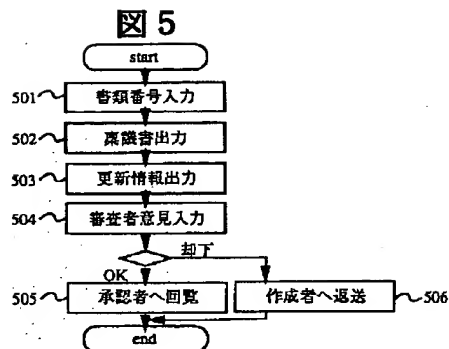 図5
start
501 書類番号入力
502 稟議書出力
503 更新情報出力
504 審査者意見入力
却下
OK
505 承認者へ回覧
作成者へ返送 506
end